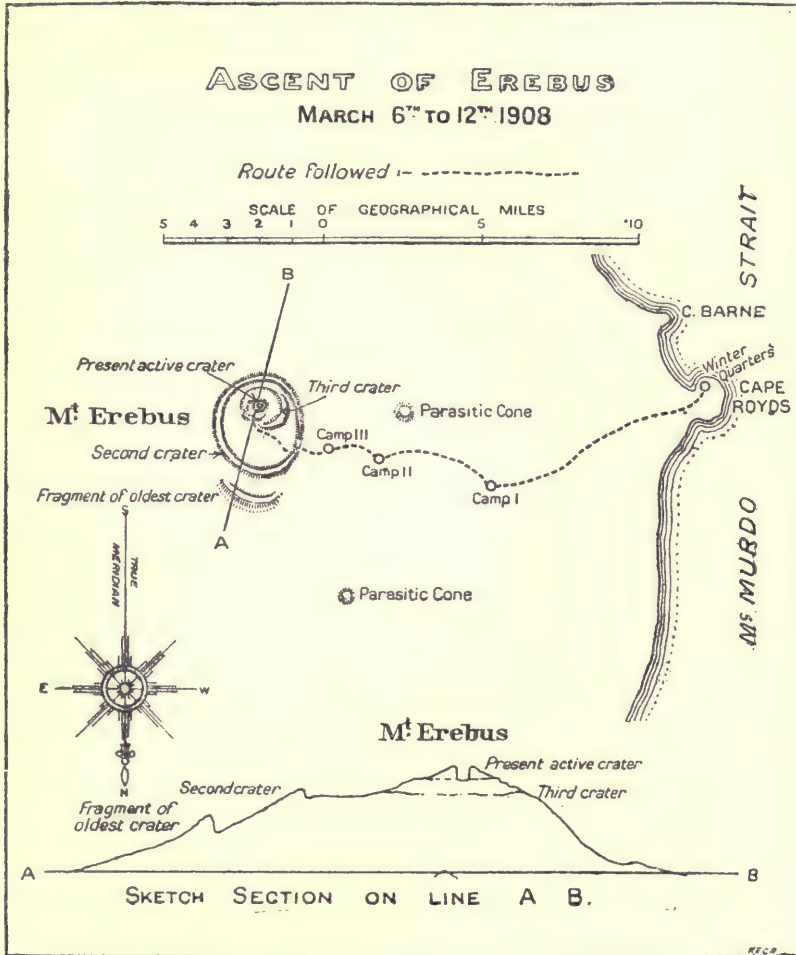 ASCENT OF EREBUS
MARCH 6TH TO 12TH 1908
Route followed :-
SCALE OF GEOGRAPHICAL MILES
5 4 3 2 1 0 5 10
B
STRAIT
C. BARNE
Winter Quarters
CAPE ROYDS
Present active crater
Third crater
Mt. Erebus
Parasitic Cone
Second crater
Camp III
Camp II
Camp I
Fragment of oldest crater
A
S
TRUE
MERIDIAN
Parasitic Cone
McMURDO
E
W
N
Mt. Erebus
Present active crater
Second crater
Third crater
Fragment of
oldest crater
A
B
SKETCH SECTION ON LINE A B.